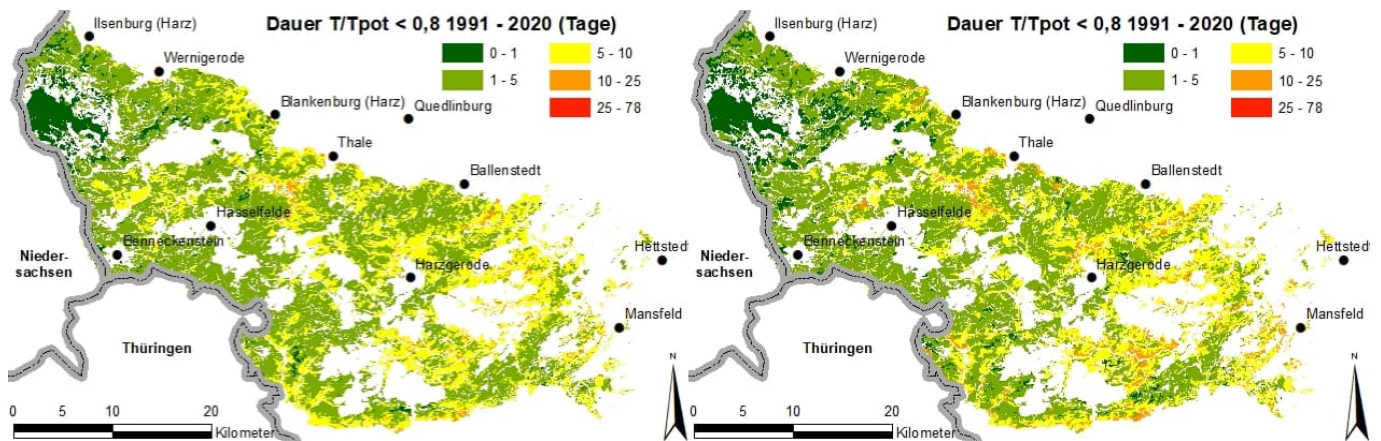 Dauer T/Tpot < 0,8 1991 - 2020 (Tage)
0 - 1
5 - 10
1 - 5
10 - 25
25 - 78
Ilsenburg (Harz)
Wernigerode
Blankenburg (Harz)
Quedlinburg
Thale
Ballenstedt
Hasselfelde
Benneckenstein
Nieder-
sachsen
Hettstedt
Harzgerode
Mansfeld
Thüringen
N
0 5 10 20
Kilometer
Dauer T/Tpot < 0,8 1991 - 2020 (Tage)
0 - 1
5 - 10
1 - 5
10 - 25
25 - 78
Ilsenburg (Harz)
Wernigerode
Blankenburg (Harz)
Quedlinburg
Thale
Ballenstedt
Hasselfelde
Benneckenstein
Nieder-
sachsen
Hettstedt
Harzgerode
Mansfeld
Thüringen
N
0 5 10 20
Kilometer